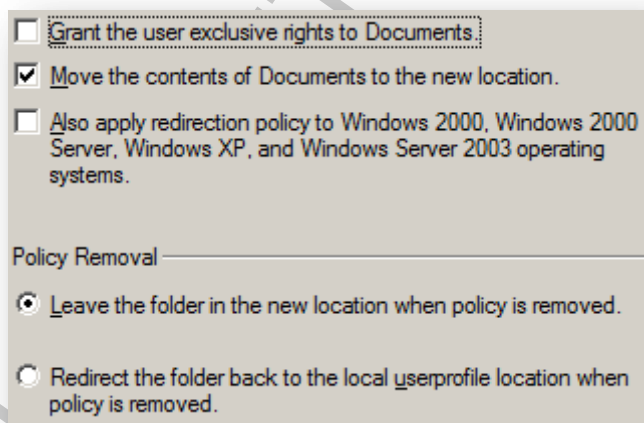 Grant the user exclusive rights to Documents.
Move the contents of Documents to the new location.
Also apply redirection policy to Windows 2000, Windows 2000
Server, Windows XP, and Windows Server 2003 operating
systems.
Policy Removal
Leave the folder in the new location when policy is removed.
Redirect the folder back to the local userprofile location when
policy is removed.